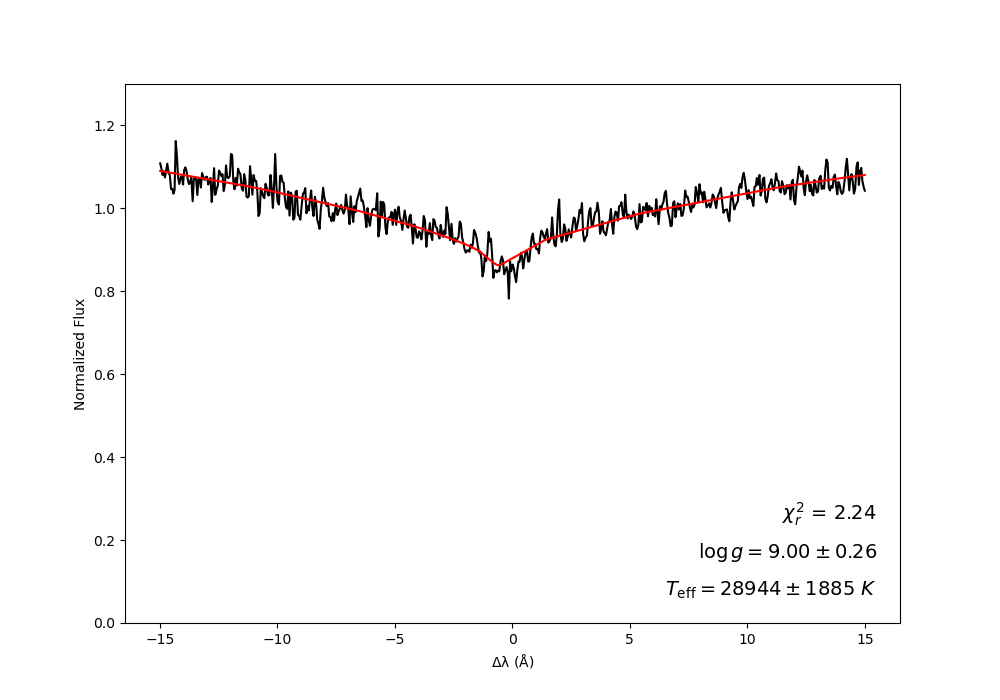 1.2
1.0
0.8
0.6
0.4
0.2
0.0
Normalized Flux
χ²ᵣ = 2.24
log g = 9.00 ± 0.26
T_eff = 28944 ± 1885 K
−15 −10 −5 0 5 10 15
Δλ (Å)